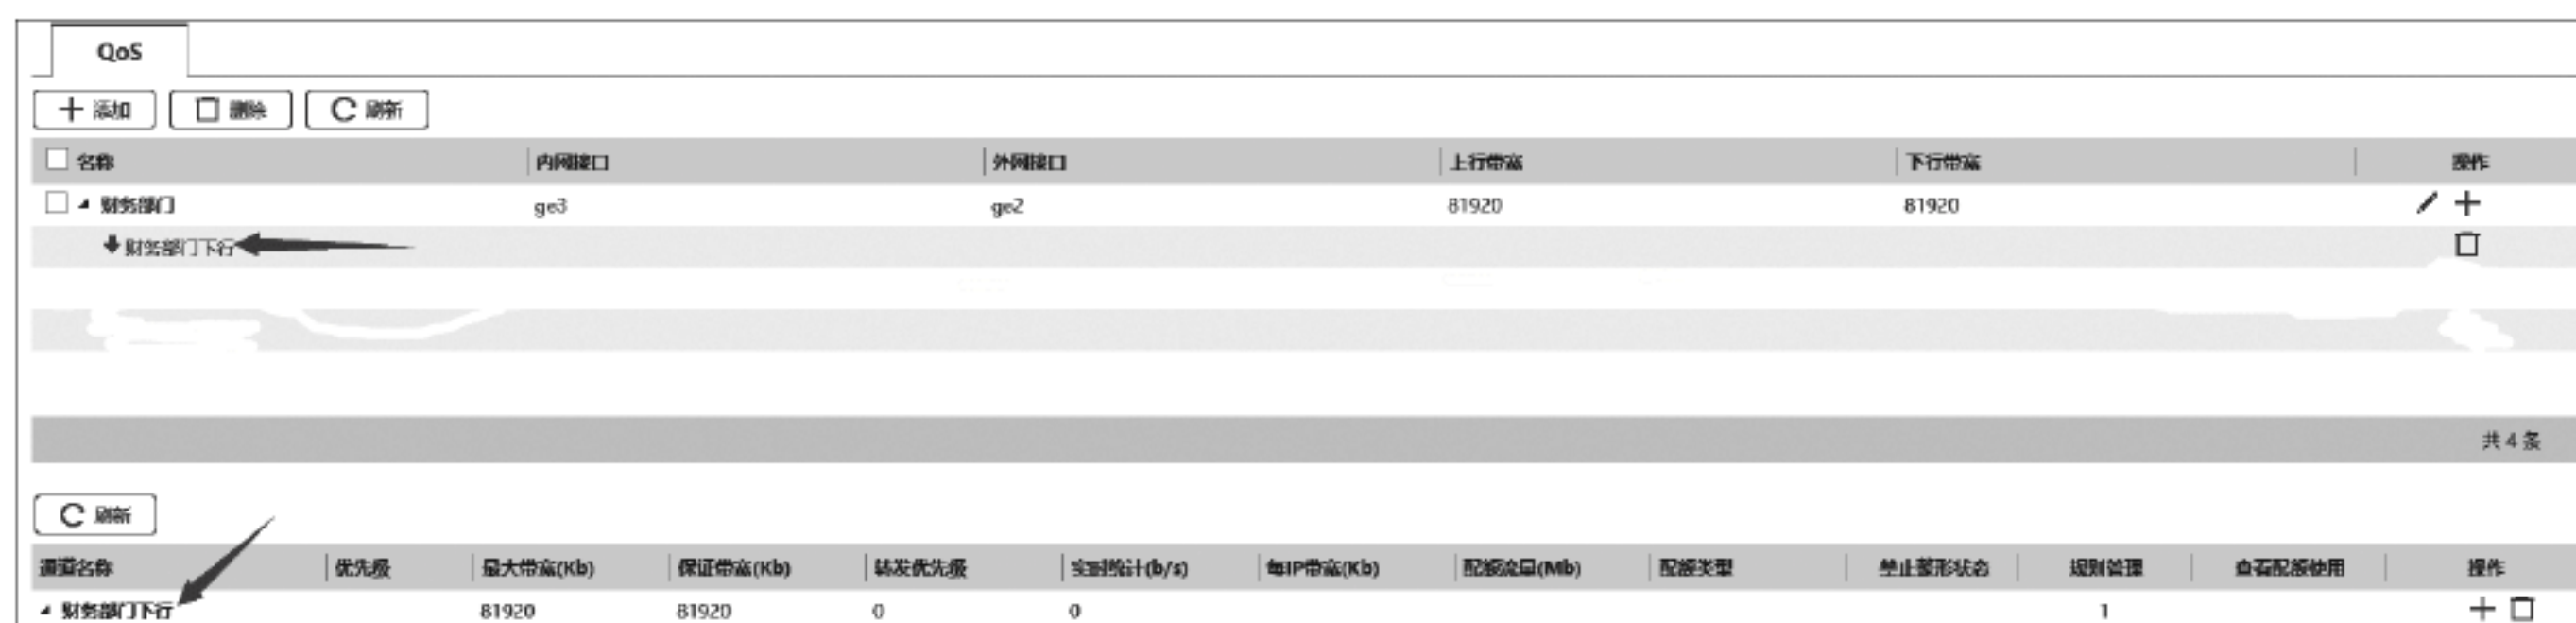 QoS
添加 删除 刷新
名称 内网接口 外网接口 上行带宽 下行带宽 操作
财务部门 ge3 ge2 81920 81920
财务部门下行
共 4 条
刷新
通道名称 优先级 最大带宽(Kb) 保证带宽(Kb) 转发优先级 实时统计(b/s) 每IP带宽(Kb) 配额流量(Mb) 配额类型 禁止整形状态 规则管理 查看配额使用 操作
财务部门下行 81920 81920 0 0 1